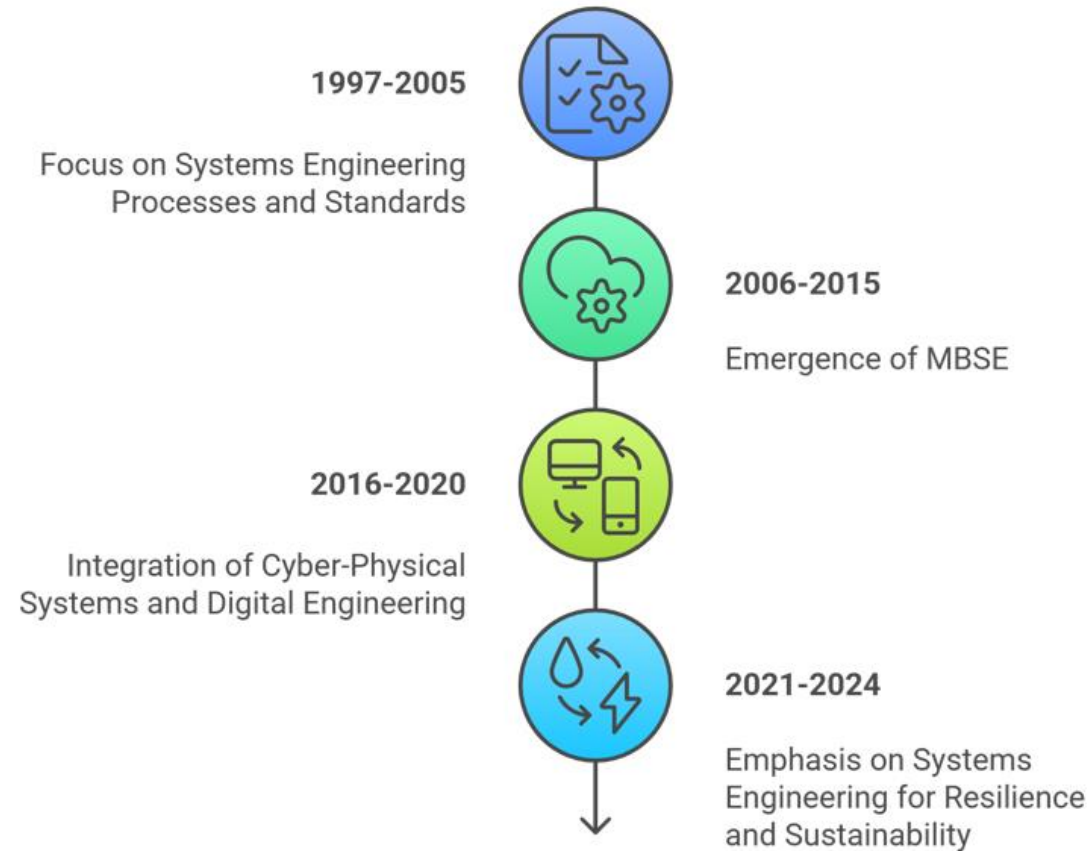 1997-2005
Focus on Systems Engineering
Processes and Standards
2006-2015
Emergence of MBSE
2016-2020
Integration of Cyber-Physical
Systems and Digital Engineering
2021-2024
Emphasis on Systems
Engineering for Resilience
and Sustainability